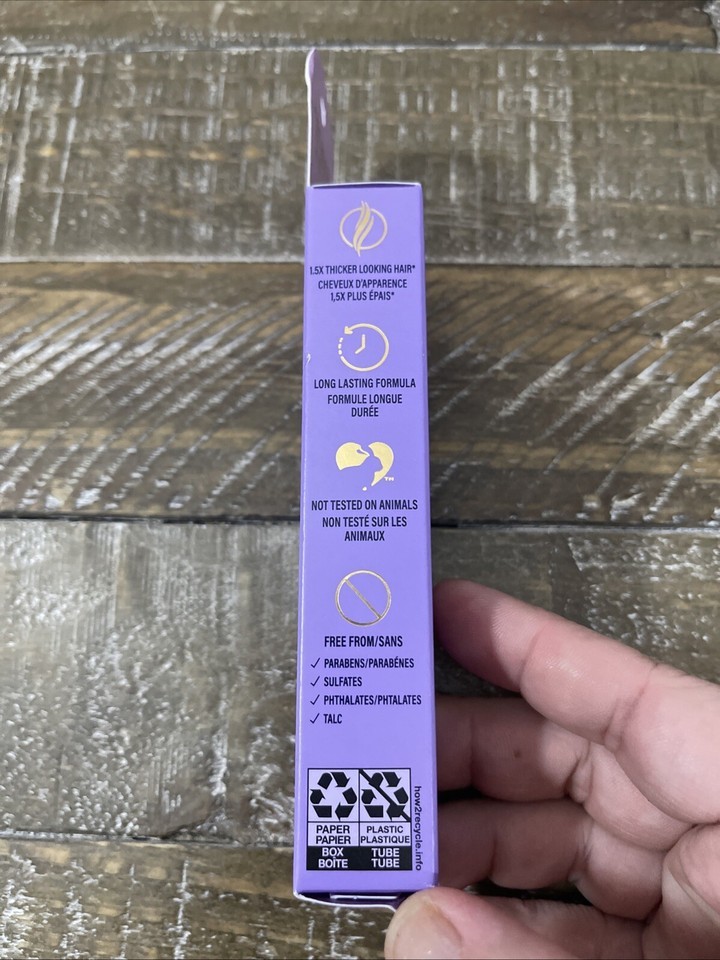 1.5X THICKER LOOKING HAIR*
CHEVEUX D'APPARENCE
1,5X PLUS ÉPAIS*
LONG LASTING FORMULA
FORMULE LONGUE
DURÉE
TM
NOT TESTED ON ANIMALS
NON TESTÉ SUR LES
ANIMAUX
FREE FROM/SANS
✓ PARABENS/PARABÉNES
✓ SULFATES
✓ PHTHALATES/PHTALATES
✓ TALC
PAPER
PAPIER
BOX
BOÎTE
PLASTIC
PLASTIQUE
TUBE
TUBE
how2recycle.info